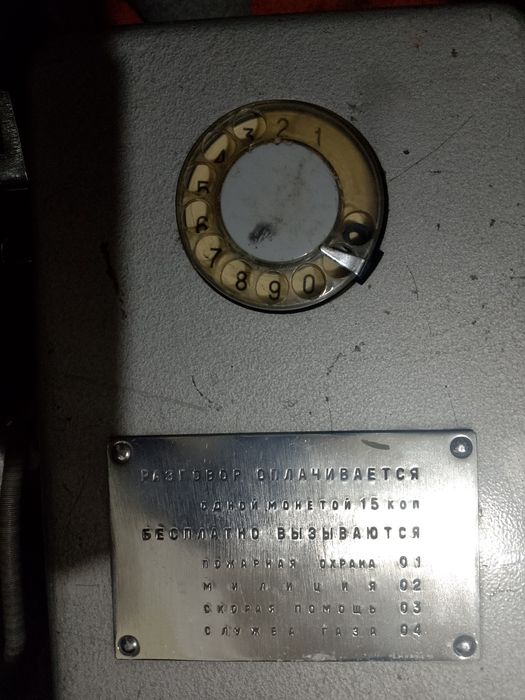 1
2
3
4
5
6
7
8
9
0
РАЗГОВОР ОПЛАЧИВАЕТСЯ
ОДНОЙ МОНЕТОЙ 15 КОП
БЕСПЛАТНО ВЫЗЫВАЮТСЯ
ПОЖАРНАЯ ОХРАНА 01
МИЛИЦИЯ 02
СКОРАЯ ПОМОЩЬ 03
СЛУЖБА ГАЗА 04